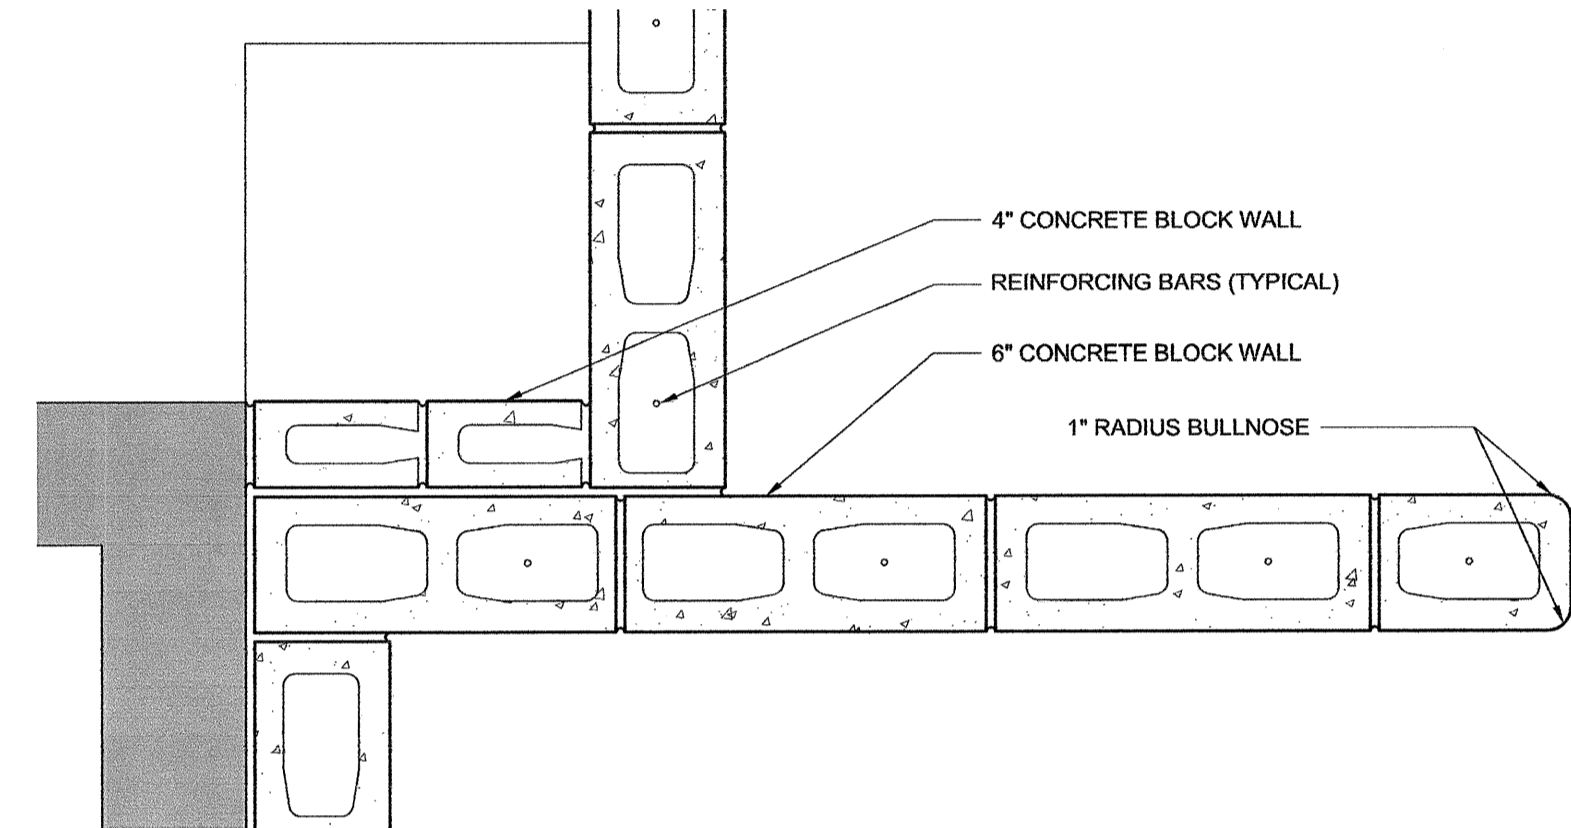 4" CONCRETE BLOCK WALL
REINFORCING BARS (TYPICAL)
6" CONCRETE BLOCK WALL
1" RADIUS BULLNOSE